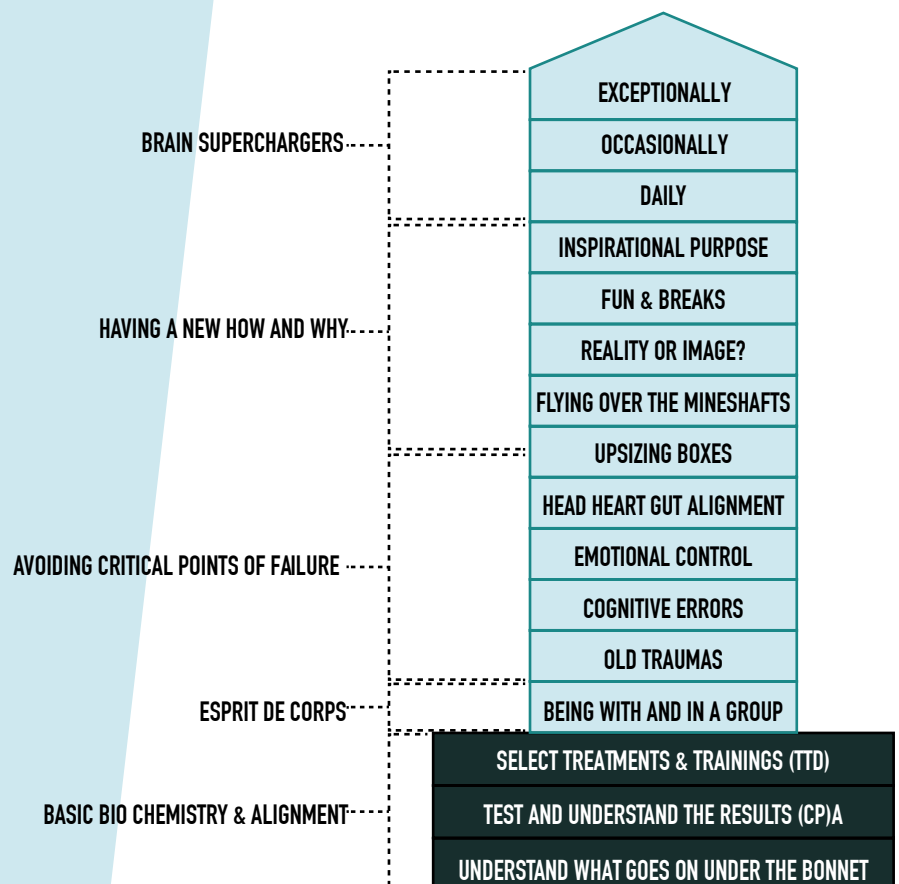 EXCEPTIONALLY
BRAIN SUPERCHARGERS
OCCASIONALLY
DAILY
INSPIRATIONAL PURPOSE
FUN & BREAKS
HAVING A NEW HOW AND WHY
REALITY OR IMAGE?
FLYING OVER THE MINESHAFTS
UPSIZING BOXES
HEAD HEART GUT ALIGNMENT
EMOTIONAL CONTROL
AVOIDING CRITICAL POINTS OF FAILURE
COGNITIVE ERRORS
OLD TRAUMAS
ESPRIT DE CORPS
BEING WITH AND IN A GROUP
SELECT TREATMENTS & TRAININGS (TTD)
BASIC BIO CHEMISTRY & ALIGNMENT
TEST AND UNDERSTAND THE RESULTS (CP)A
UNDERSTAND WHAT GOES ON UNDER THE BONNET